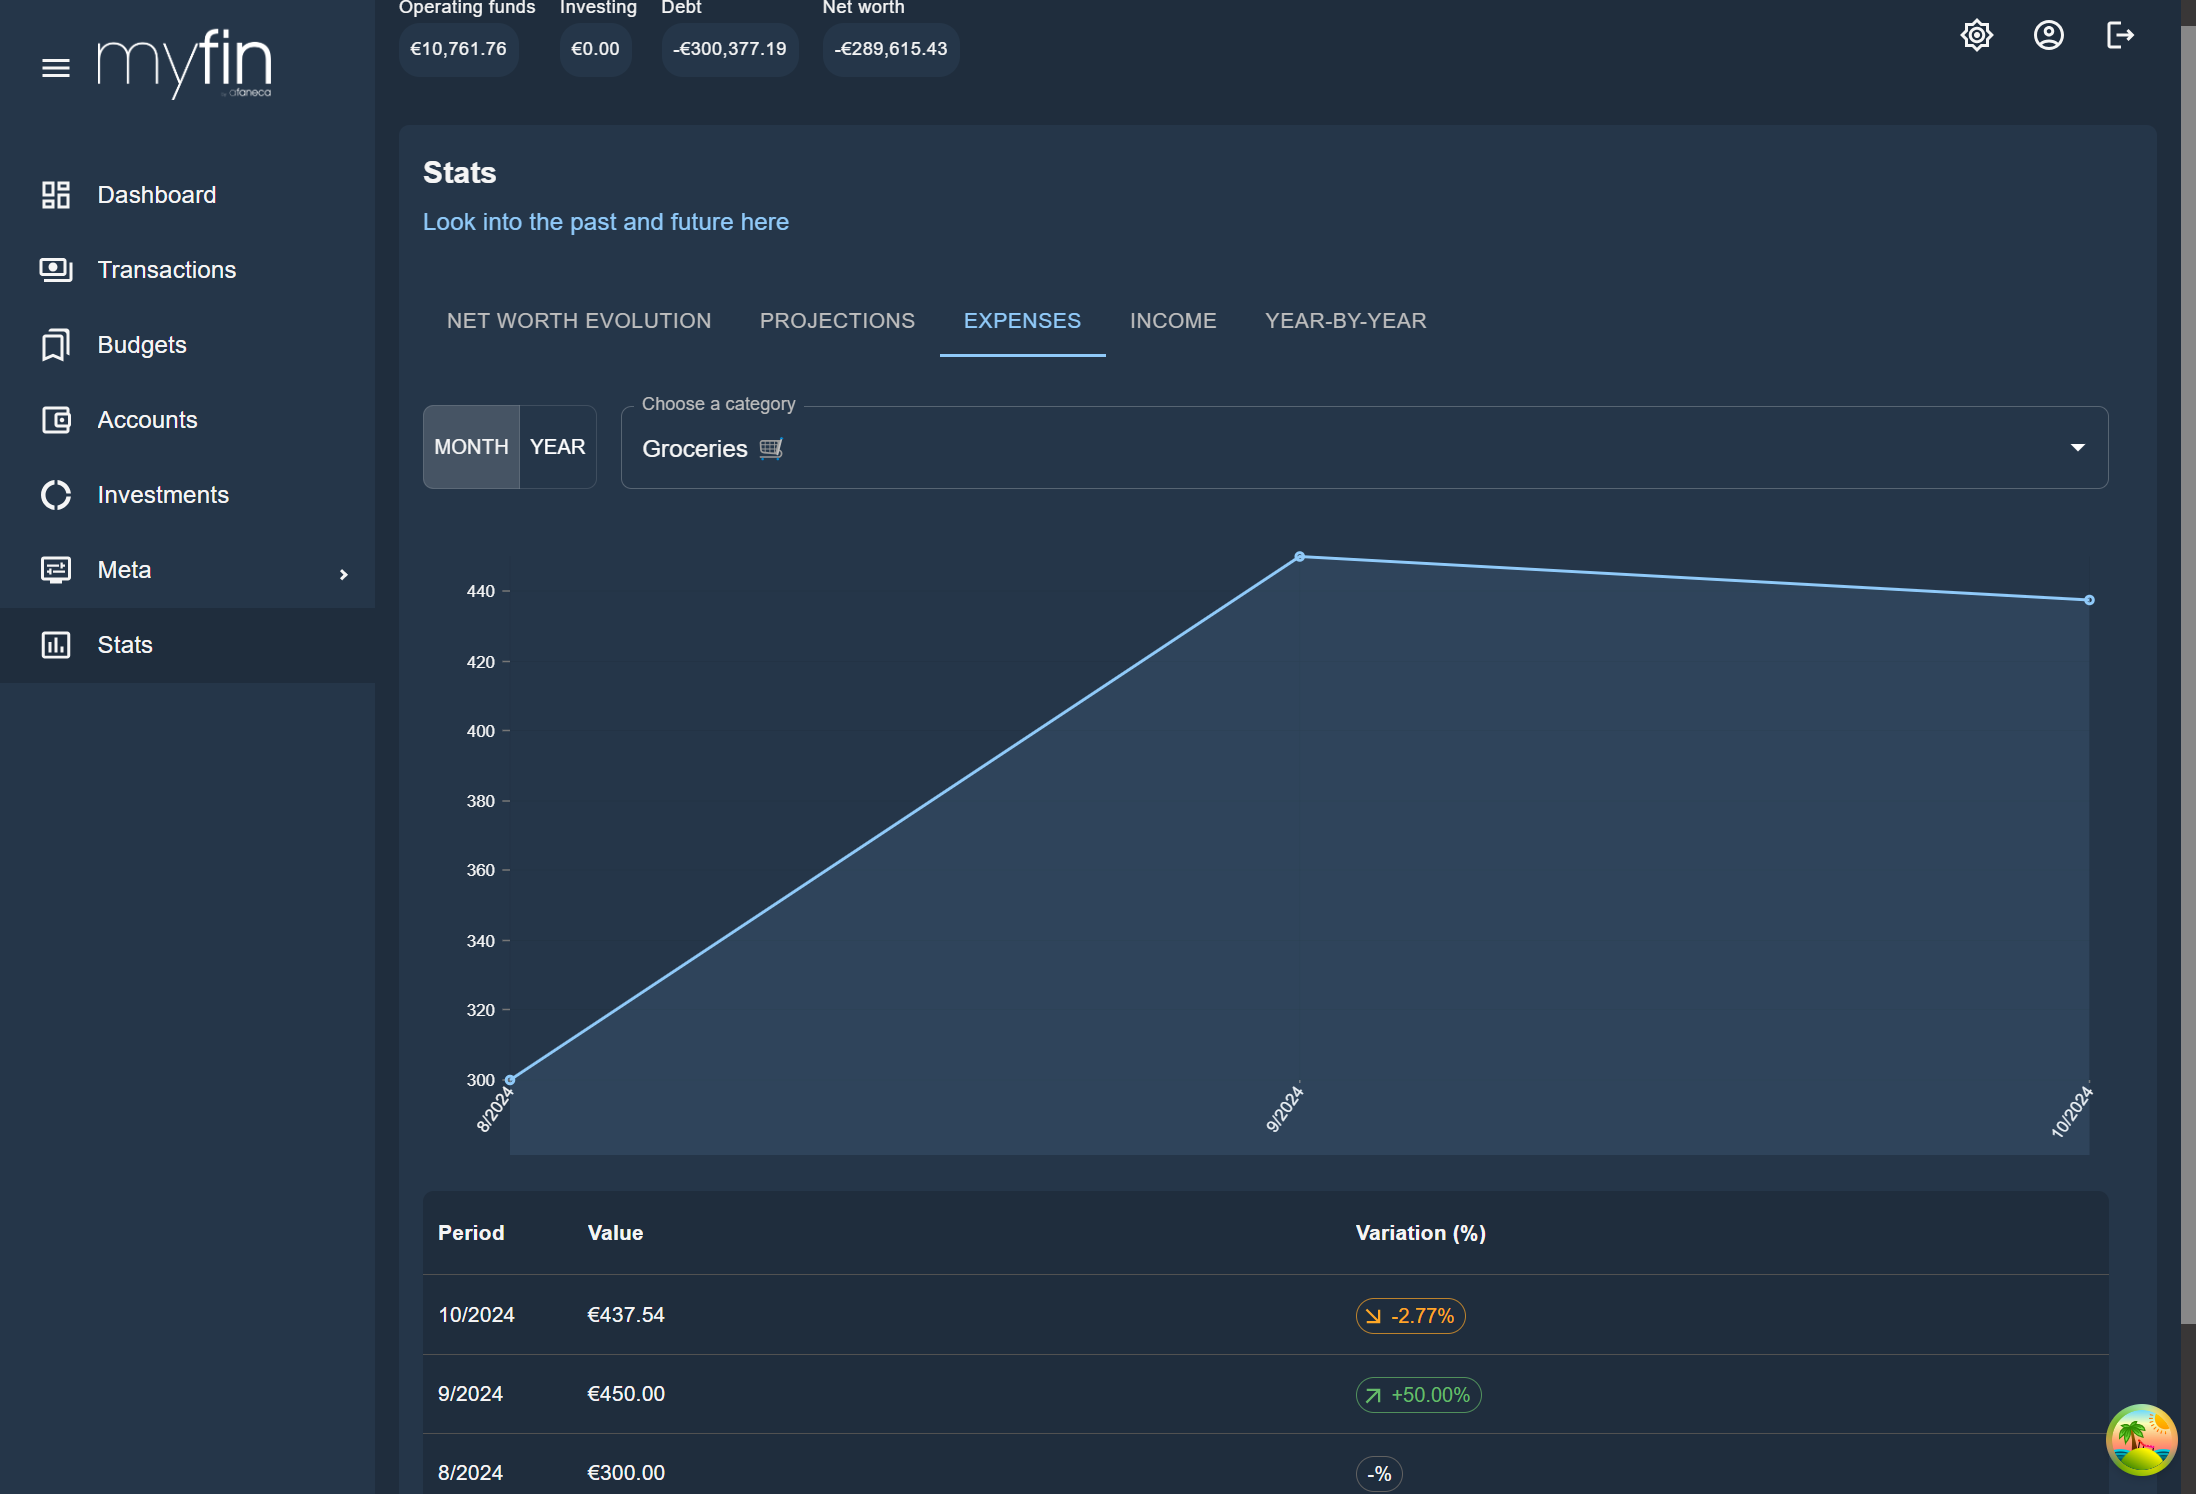 myfin
by afaneca
Operating funds Investing Debt Net worth
€10,761.76 €0.00 -€300,377.19 -€289,615.43
Dashboard
Transactions
Budgets
Accounts
Investments
Meta
Stats
Stats
Look into the past and future here
NET WORTH EVOLUTION PROJECTIONS EXPENSES INCOME YEAR-BY-YEAR
MONTH YEAR
Choose a category
Groceries 🛒
440
420
400
380
360
340
320
300
8/2024 9/2024 10/2024
Period Value Variation (%)
10/2024 €437.54 -2.77%
9/2024 €450.00 +50.00%
8/2024 €300.00 -%